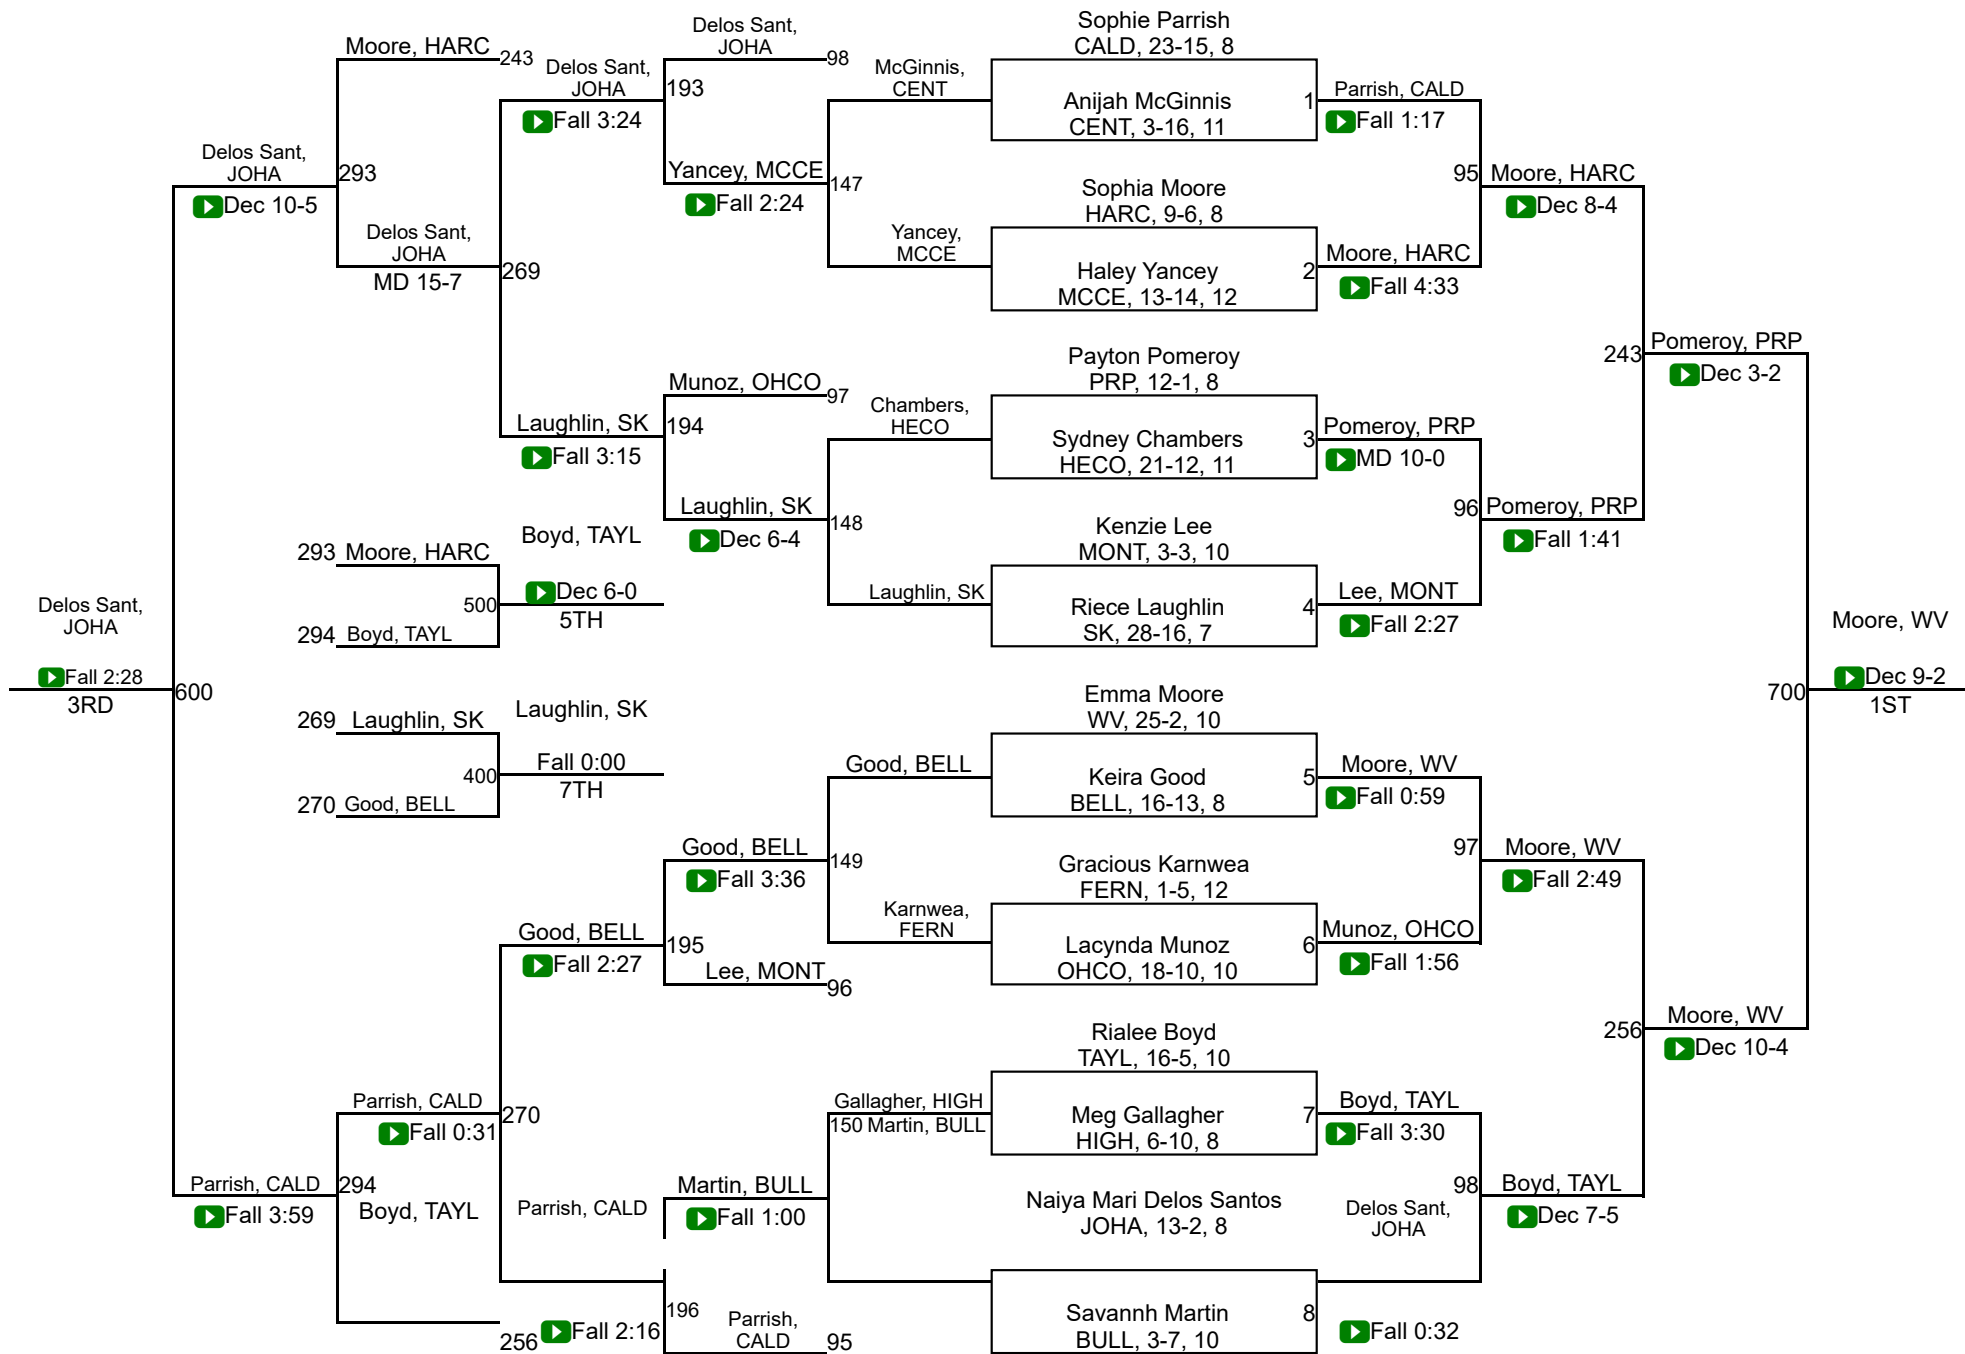 Moore, HARC
243
Delos Sant,
JOHA
98
Sophie Parrish
CALD, 23-15, 8
Delos Sant,
JOHA
193
McGinnis,
CENT
Anijah McGinnis
CENT, 3-16, 11
1
Parrish, CALD
Fall 3:24
Fall 1:17
Delos Sant,
JOHA
293
Yancey, MCCE
147
95
Moore, HARC
Dec 10-5
Fall 2:24
Sophia Moore
HARC, 9-6, 8
Dec 8-4
Delos Sant,
JOHA
Yancey,
MCCE
Moore, HARC
MD 15-7
269
Haley Yancey
MCCE, 13-14, 12
2
Fall 4:33
Payton Pomeroy
PRP, 12-1, 8
243
Pomeroy, PRP
Dec 3-2
Munoz, OHCO
97
Chambers,
HECO
Laughlin, SK
194
Sydney Chambers
HECO, 21-12, 11
3
Pomeroy, PRP
Fall 3:15
MD 10-0
Laughlin, SK
148
96
Pomeroy, PRP
Dec 6-4
Kenzie Lee
MONT, 3-3, 10
Fall 1:41
293
Moore, HARC
Boyd, TAYL
500
Dec 6-0
5TH
Laughlin, SK
Riece Laughlin
SK, 28-16, 7
4
Lee, MONT
Fall 2:27
294
Boyd, TAYL
Delos Sant,
JOHA
Fall 2:28
3RD
600
Moore, WV
700
Dec 9-2
1ST
269
Laughlin, SK
Laughlin, SK
Emma Moore
WV, 25-2, 10
400
Fall 0:00
7TH
270
Good, BELL
Good, BELL
Keira Good
BELL, 16-13, 8
5
Moore, WV
Fall 0:59
Good, BELL
149
97
Moore, WV
Fall 3:36
Gracious Karnwea
FERN, 1-5, 12
Fall 2:49
Good, BELL
195
Karnwea,
FERN
Lacynda Munoz
OHCO, 18-10, 10
6
Munoz, OHCO
Fall 2:27
Fall 1:56
Lee, MONT
96
Rialee Boyd
TAYL, 16-5, 10
256
Moore, WV
Dec 10-4
Parrish, CALD
270
Gallagher, HIGH
150
Martin, BULL
Meg Gallagher
HIGH, 6-10, 8
7
Boyd, TAYL
Fall 0:31
Fall 3:30
Parrish, CALD
294
Boyd, TAYL
Parrish, CALD
Martin, BULL
98
Boyd, TAYL
Fall 3:59
Fall 1:00
Naiya Mari Delos Santos
JOHA, 13-2, 8
Delos Sant,
JOHA
Dec 7-5
256
Fall 2:16
196
Parrish,
CALD
95
Savannh Martin
BULL, 3-7, 10
8
Fall 0:32